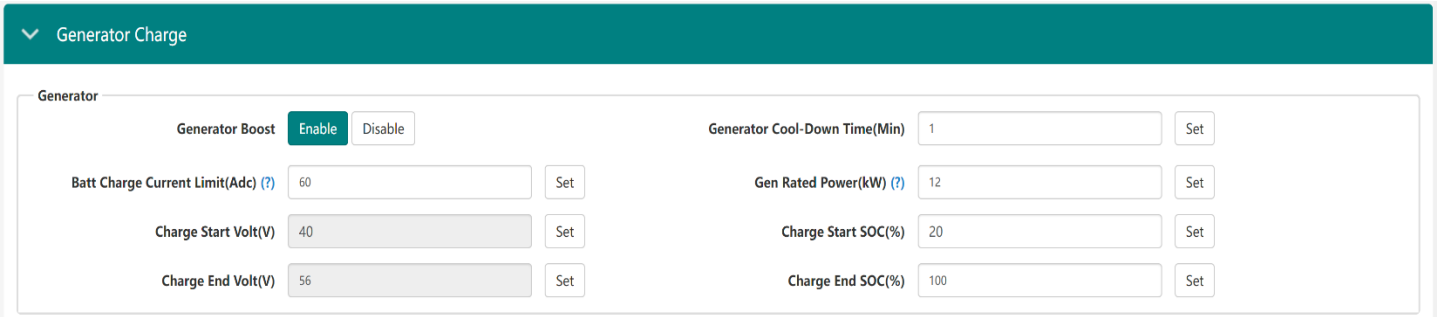 Generator Charge
Generator
Generator Boost Enable Disable Generator Cool-Down Time(Min) 1 Set
Batt Charge Current Limit(Adc) (?) 60 Set Gen Rated Power(kW) (?) 12 Set
Charge Start Volt(V) 40 Set Charge Start SOC(%) 20 Set
Charge End Volt(V) 56 Set Charge End SOC(%) 100 Set